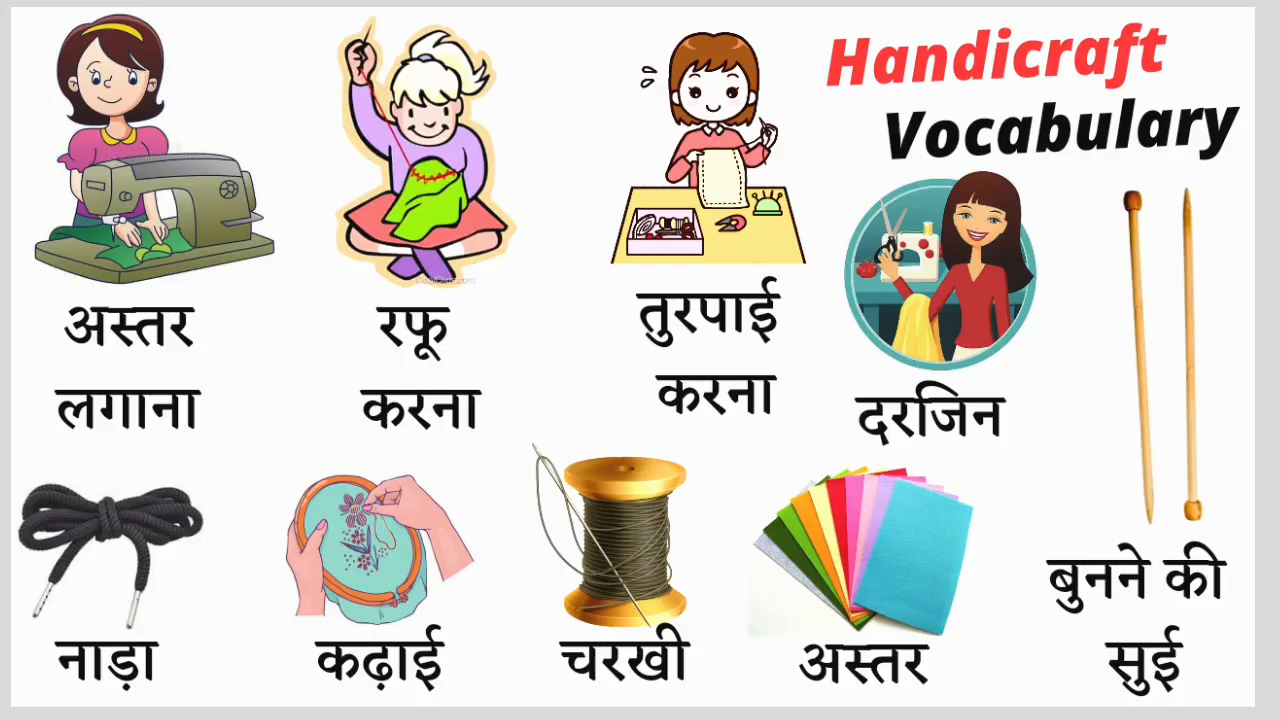 Handicraft
Vocabulary
अस्तर
लगाना
रफू
करना
तुरपाई
करना
दरजिन
बुनने की
सुई
नाड़ा
कढ़ाई
चरखी
अस्तर